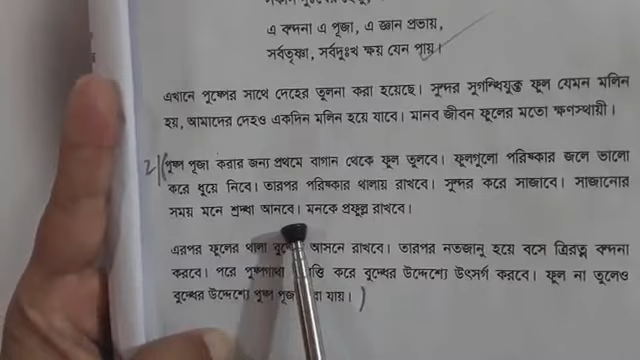 এ বন্দনা এ পূজা, এ জ্ঞান প্রভায়,
সর্বতৃষ্ণা, সর্বদুঃখ ক্ষয় যেন পায়।
এখানে পুষ্পের সাথে দেহের তুলনা করা হয়েছে। সুন্দর সুগন্ধিযুক্ত ফুল যেমন মলিন
হয়, আমাদের দেহও একদিন মলিন হয়ে যাবে। মানব জীবন ফুলের মতো ক্ষণস্থায়ী।
পুষ্প পূজা করার জন্য প্রথমে বাগান থেকে ফুল তুলবে। ফুলগুলো পরিষ্কার জলে ভালো
করে ধুয়ে নিবে। তারপর পরিষ্কার থালায় রাখবে। সুন্দর করে সাজাবে। সাজানোর
সময় মনে শ্রদ্ধা আনবে। মনকে প্রফুল্ল রাখবে।
এরপর ফুলের থালা আসনে রাখবে। তারপর নতজানু হয়ে বসে ত্রিরত্ন বন্দনা
করবে। পরে পুষ্পগাথা করে বুদ্ধের উদ্দেশ্যে উৎসর্গ করবে। ফুল না তুলেও
বুদ্ধের উদ্দেশ্যে পুষ্প যায়।